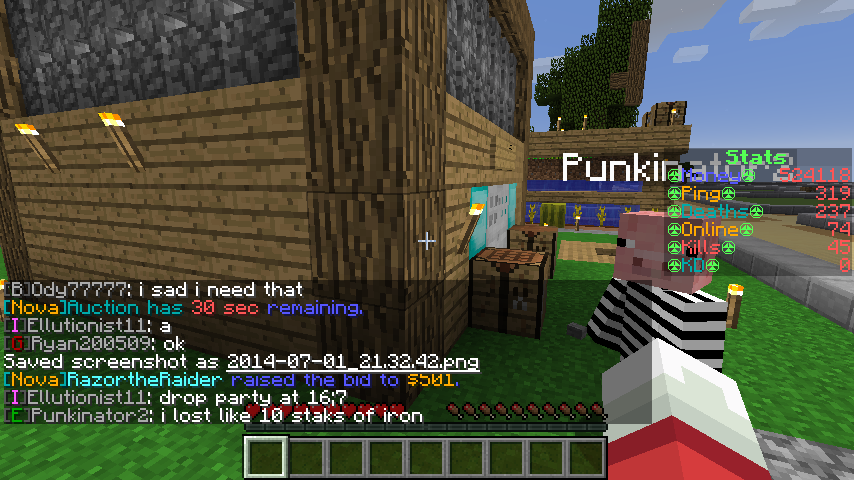 Punkinator2
Stats
Money 524118
Ping 319
Deaths 237
Online 74
Kills 45
KD 0
[B]Ody77777: i sad i need that
[Nova]Auction has 30 sec remaining.
[I]Ellutionist11: a
[G]Ryan200509: ok
Saved screenshot as 2014-07-01_21.32.42.png
[Nova]RazortheRaider raised the bid to $501.
[I]Ellutionist11: drop party at 16;7
[E]Punkinator2: i lost like 10 staks of iron